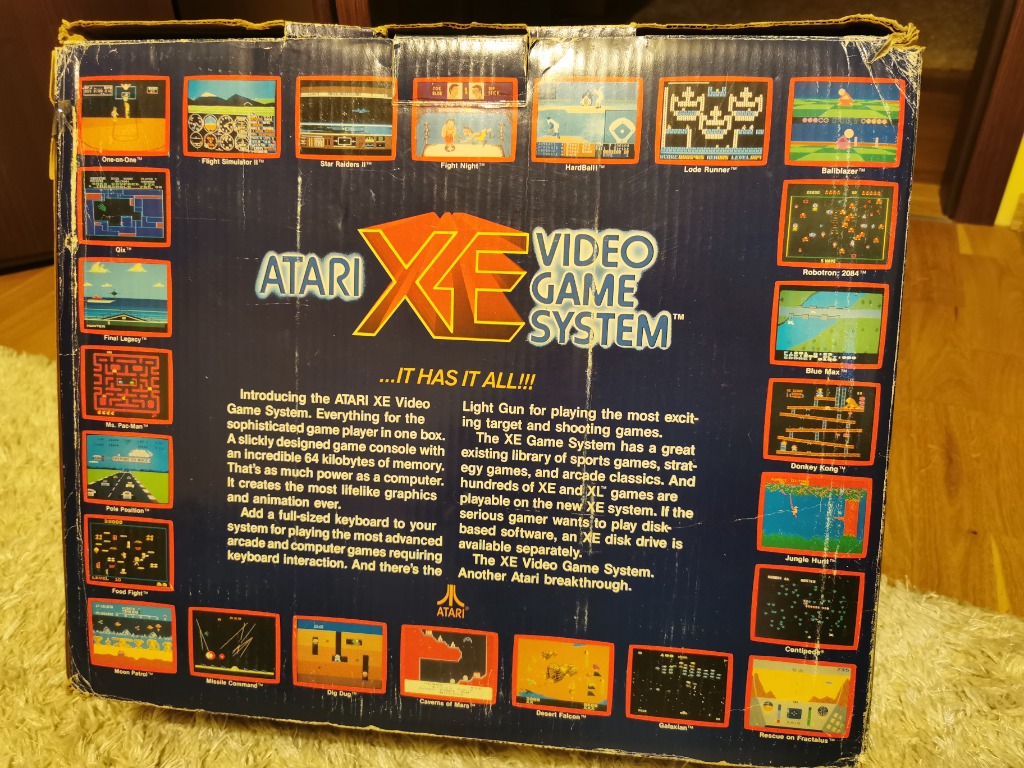 One-on-One™
Flight Simulator II™
Star Raiders II™
Fight Night™
HardBall™
Lode Runner™
Ballblazer™
Qix™
Robotron: 2084™
ATARI XE VIDEO
GAME
SYSTEM™
Final Legacy™
Blue Max™
...IT HAS IT ALL!!!
Ms. Pac-Man™
Donkey Kong™
Introducing the ATARI XE Video
Game System. Everything for the
sophisticated game player in one box.
A slickly designed game console with
an incredible 64 kilobytes of memory.
That's as much power as a computer.
It creates the most lifelike graphics
and animation ever.
Add a full-sized keyboard to your
system for playing the most advanced
arcade and computer games requiring
keyboard interaction. And there's the
Light Gun for playing the most excit-
ing target and shooting games.
The XE Game System has a great
existing library of sports games, strat-
egy games, and arcade classics. And
hundreds of XE and XL™ games are
playable on the new XE system. If the
serious gamer wants to play disk-
based software, an XE disk drive is
available separately.
The XE Video Game System.
Another Atari breakthrough.
Pole Position™
Jungle Hunt™
Food Fight™
ATARI®
Centipede®
Moon Patrol™
Missile Command™
Dig Dug™
Caverns of Mars™
Desert Falcon™
Galaxian™
Rescue on Fractalus™